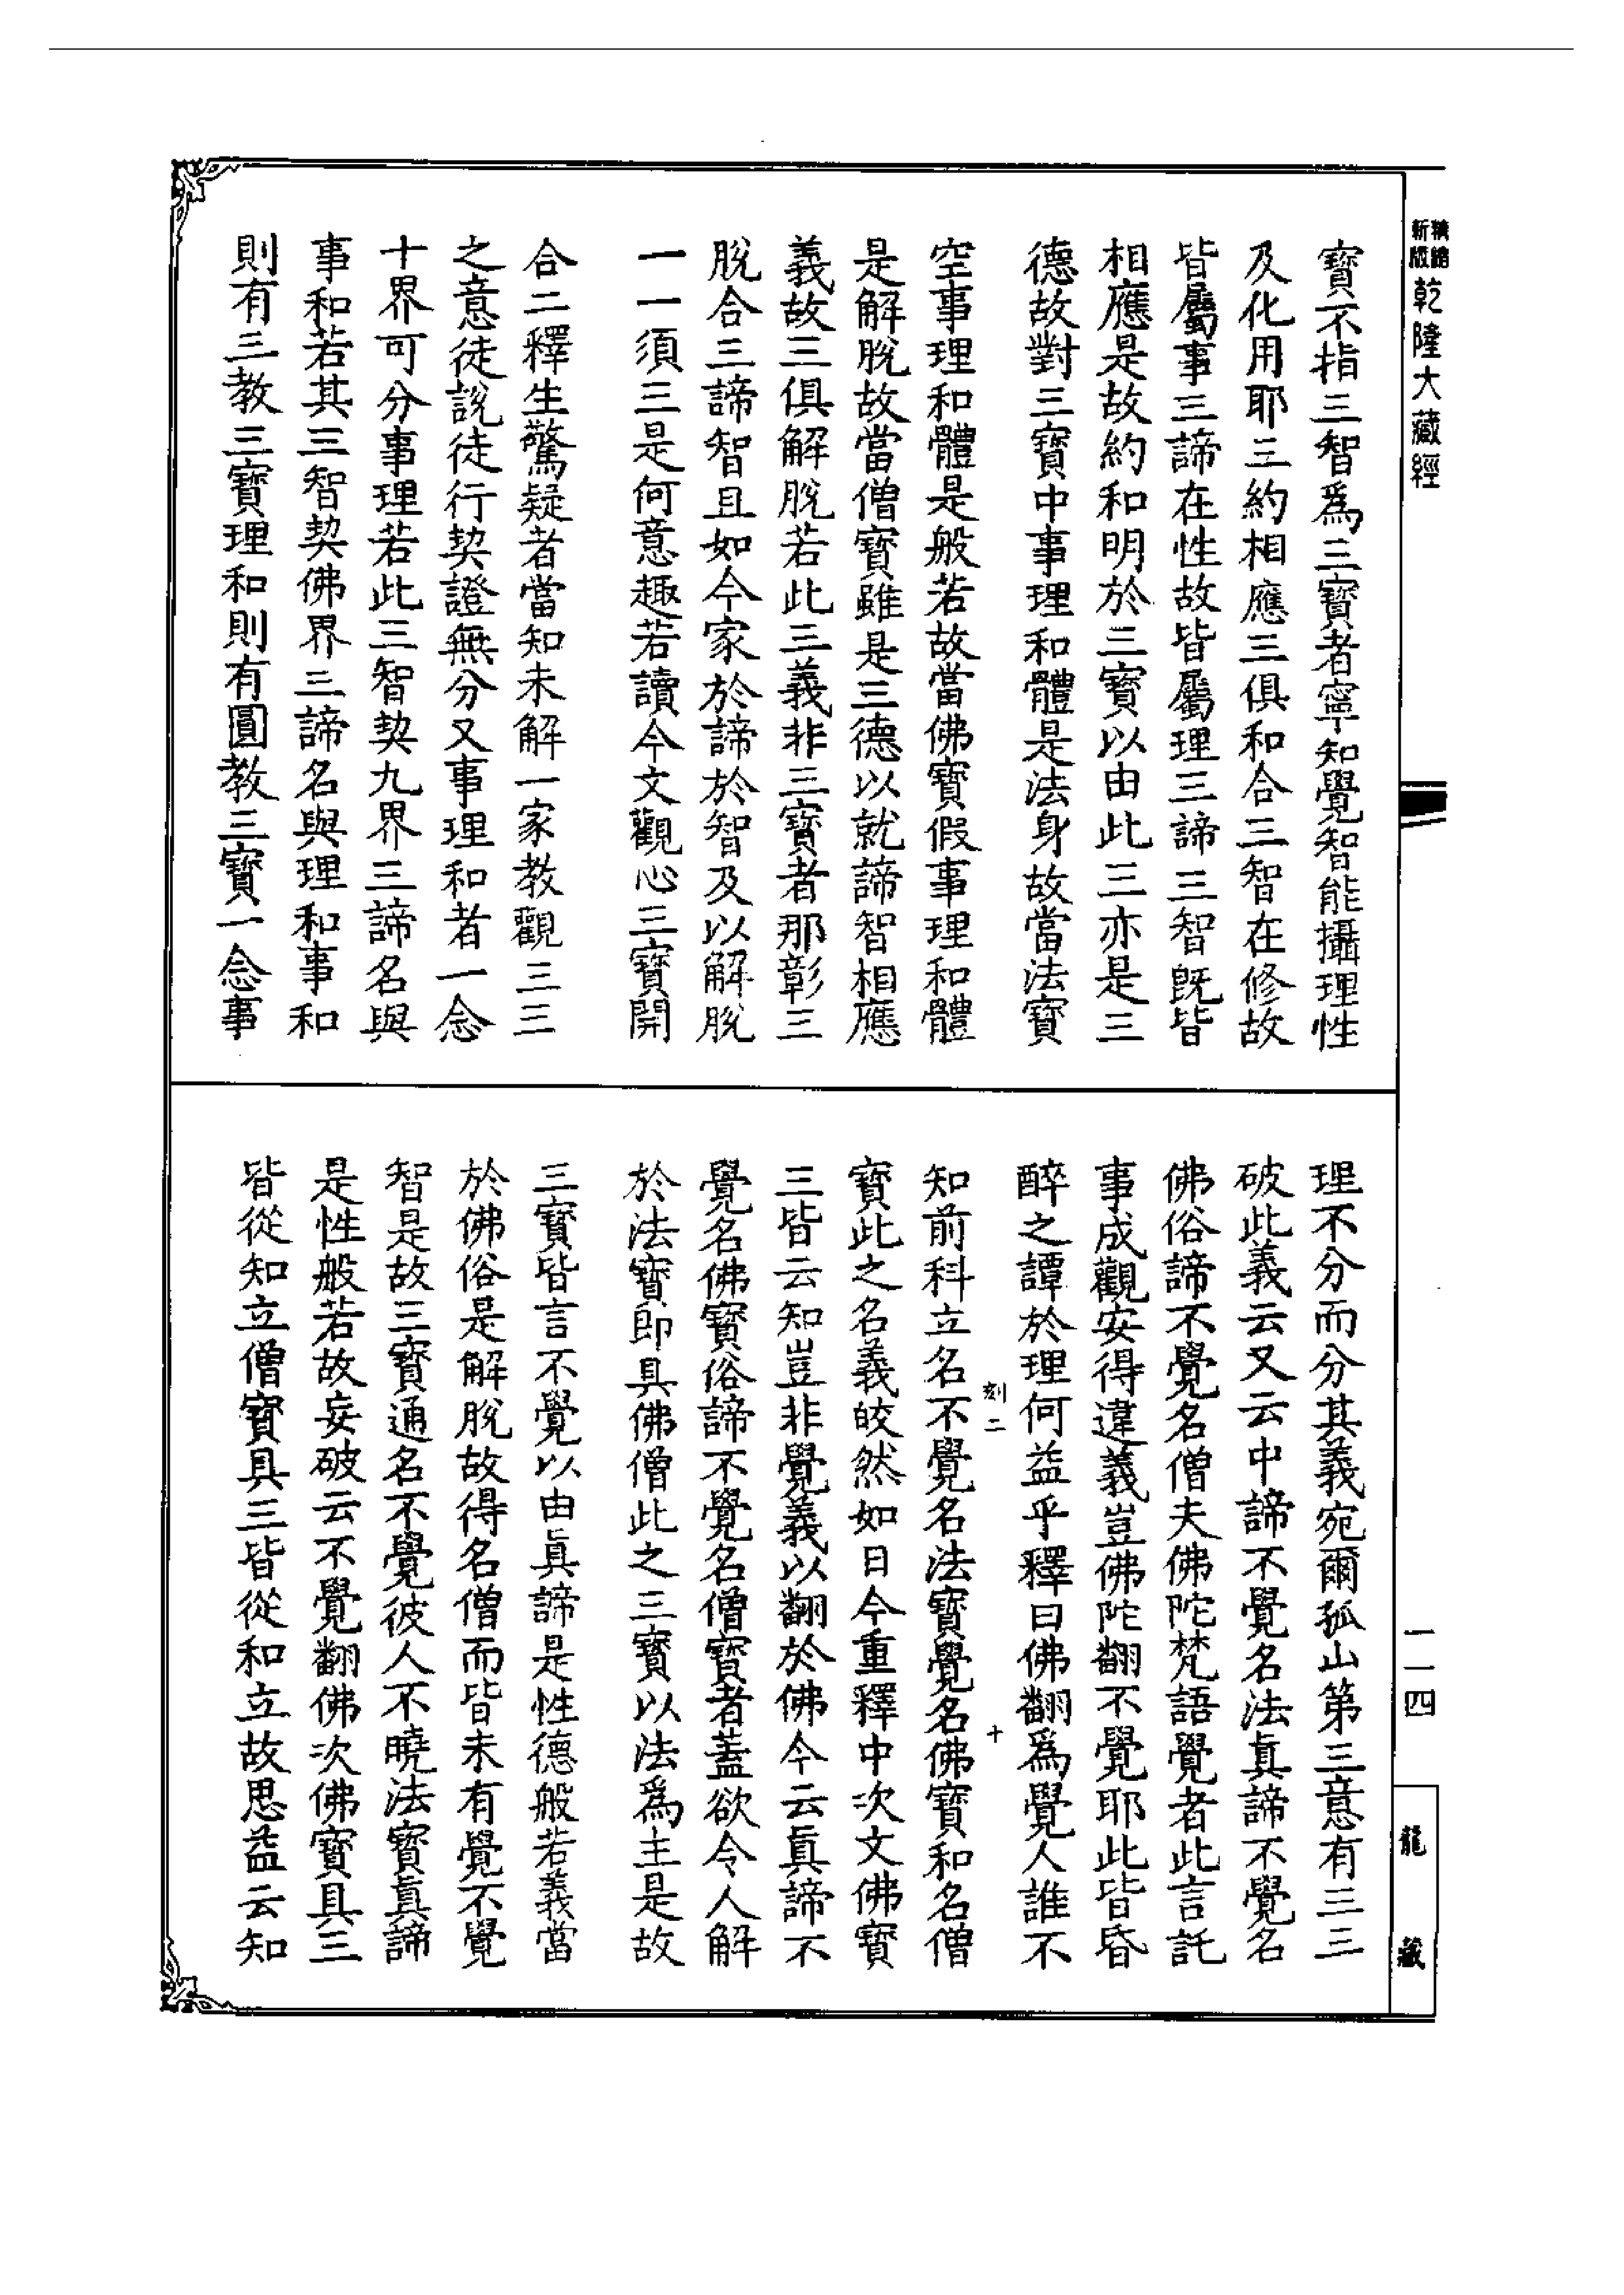 新版
精縮
乾隆大藏經
寶不指三智爲三寶者寧知覺智能攝理性
及化用耶三約相應三俱和合三智在修故
皆屬事三諦在性故皆屬理三諦三智旣皆
相應是故約和明於三寶以由此三亦是三
德故對三寶中事理和體是法身故當法寶
空事理和體是般若故當佛寶假事理和體
是解脫故當僧寶雖是三德以就諦智相應
義故三俱解脫若此三義非三寶者那彰三
脫合三諦智且如今家於諦於智及以解脫
一一須三是何意趣若讀今文觀心三寶開
合二釋生驚疑者當知未解一家教觀三三
之意徒說徒行契證無分又事理和者一念
十界可分事理若此三智契九界三諦名與
事和若其三智契佛界三諦名與理和事和
則有三教三寶理和則有圓教三寶一念事
理不分而分其義宛爾孤山第三意有三三
破此義云又云中諦不覺名法眞諦不覺名
佛俗諦不覺名僧夫佛陀梵語覺者此言託
事成觀安得違義豈佛陀翻不覺耶此皆昏
醉之譚於理何益乎釋曰佛翻爲覺人誰不
知前科立名不覺名法寶覺名佛寶和名僧
寶此之名義皎然如日今重釋中次文佛寶
三皆云知豈非覺義以翻於佛今云眞諦不
覺名佛寶俗諦不覺名僧寶者蓋欲令人解
於法寶卽具佛僧此之三寶以法爲主是故
三寶皆言不覺以由眞諦是性德般若義當
於佛俗是解脫故得名僧而皆未有覺不覺
智是故三寶通名不覺彼人不曉法寶眞諦
是性般若故妄破云不覺翻佛次佛寶具三
皆從知立僧寶具三皆從和立故思益云知
刻二
十
一一四
龍藏